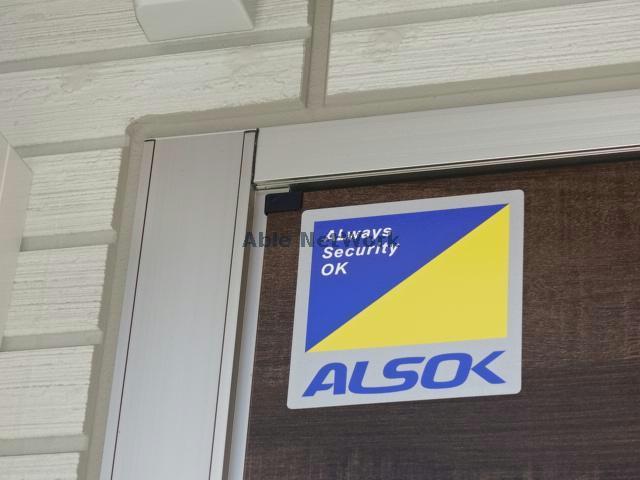 Always
Security
OK
Able Network
ALSOK